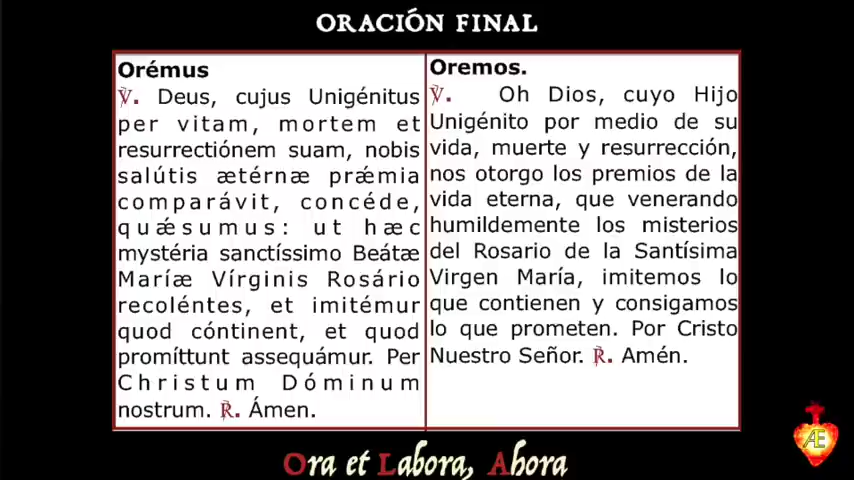 ORACIÓN FINAL
Orémus
℣. Deus, cujus Unigénitus
per vitam, mortem et
resurrectiónem suam, nobis
salútis ætérnæ prǽmia
comparávit, concéde,
quǽsumus: ut hæc
mystéria sanctíssimo Beátæ
Maríæ Vírginis Rosário
recoléntes, et imitémur
quod cóntinent, et quod
promíttunt assequámur. Per
Christum Dóminum
nostrum. ℟. Ámen.
Oremos.
℣. Oh Dios, cuyo Hijo
Unigénito por medio de su
vida, muerte y resurrección,
nos otorgo los premios de la
vida eterna, que venerando
humildemente los misterios
del Rosario de la Santísima
Virgen María, imitemos lo
que contienen y consigamos
lo que prometen. Por Cristo
Nuestro Señor. ℟. Amén.
Ora et Labora, Ahora
Æ